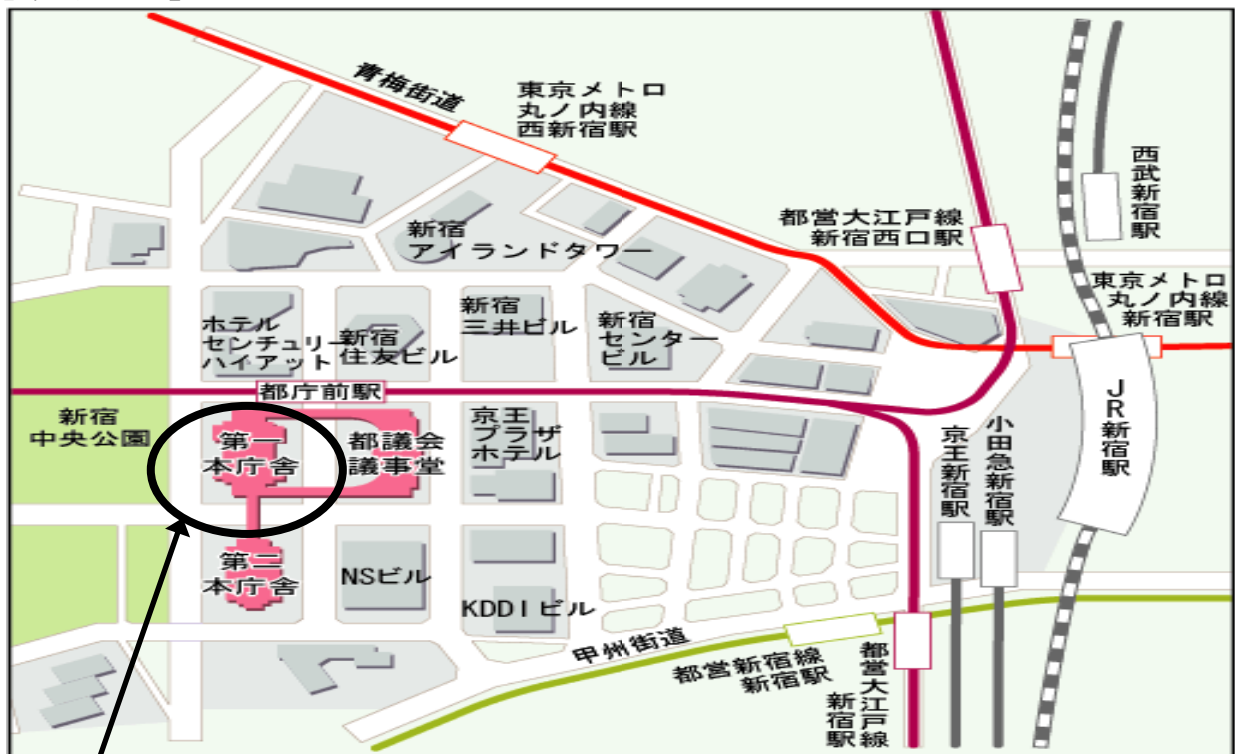 青梅街道
東京メトロ
丸ノ内線
西新宿駅
西武新宿駅
都営大江戸線
新宿西口駅
新宿
アイランドタワー
東京メトロ
丸ノ内線
新宿駅
ホテル
センチュリー
ハイアット
新宿
住友ビル
新宿
三井ビル
新宿
センター
ビル
都庁前駅
JR新宿駅
新宿
中央公園
第一
本庁舎
都議会
議事堂
京王
プラザ
ホテル
京王新宿駅
小田急新宿駅
第二
本庁舎
NSビル
KDDIビル
甲州街道
都営新宿線
新宿駅
都営大江戸線
新宿駅